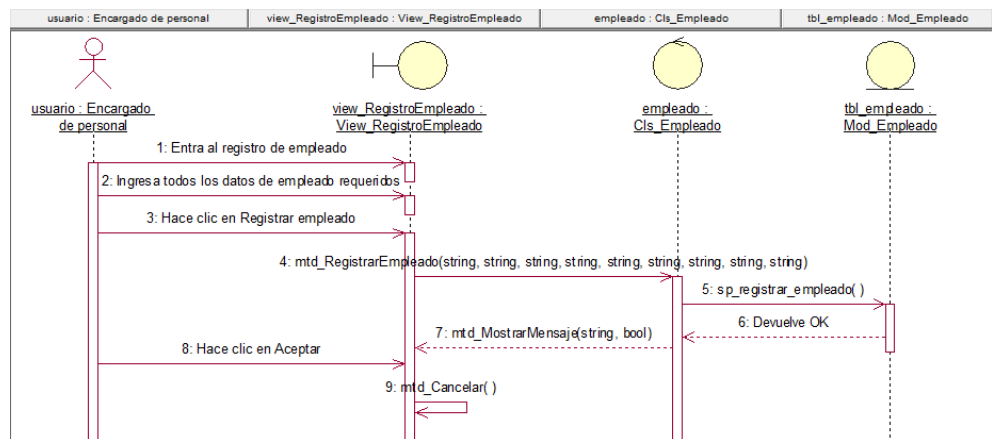 usuario : Encargado de personal
view_RegistroEmpleado : View_RegistroEmpleado
empleado : Cls_Empleado
tbl_empleado : Mod_Empleado
usuario : Encargado
de personal
view_RegistroEmpleado :
View_RegistroEmpleado
empleado :
Cls_Empleado
tbl_empleado :
Mod_Empleado
1: Entra al registro de empleado
2: Ingresa todos los datos de empleado requeridos
3: Hace clic en Registrar empleado
4: mtd_RegistrarEmpleado(string, string, string, string, string, string, string, string, string)
5: sp_registrar_empleado( )
6: Devuelve OK
7: mtd_MostrarMensaje(string, bool)
8: Hace clic en Aceptar
9: mtd_Cancelar( )